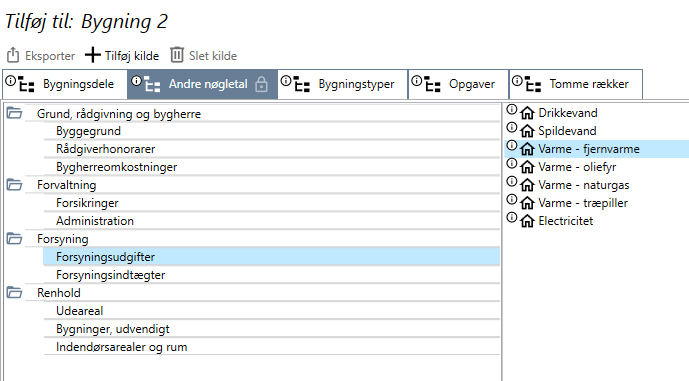 Tilføj til: Bygning 2
Eksporter Tilføj kilde Slet kilde
Bygningsdele Andre nøgletal Bygningstyper Opgaver Tomme rækker
Grund, rådgivning og bygherre
Byggegrund
Rådgiverhonorarer
Bygherreomkostninger
Forvaltning
Forsikringer
Administration
Forsyning
Forsyningsudgifter
Forsyningsindtægter
Renhold
Udeareal
Bygninger, udvendigt
Indendørsarealer og rum
Drikkevand
Spildevand
Varme - fjernvarme
Varme - oliefyr
Varme - naturgas
Varme - træpiller
Electricitet